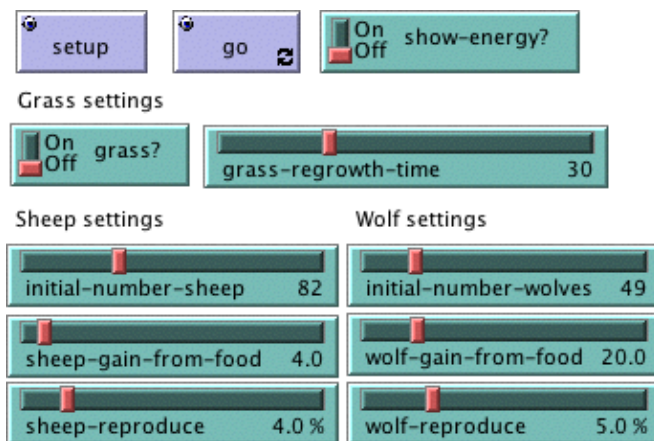 setup
go
On
Off
show-energy?
Grass settings
On
Off
grass?
grass-regrowth-time 30
Sheep settings
Wolf settings
initial-number-sheep 82
initial-number-wolves 49
sheep-gain-from-food 4.0
wolf-gain-from-food 20.0
sheep-reproduce 4.0 %
wolf-reproduce 5.0 %